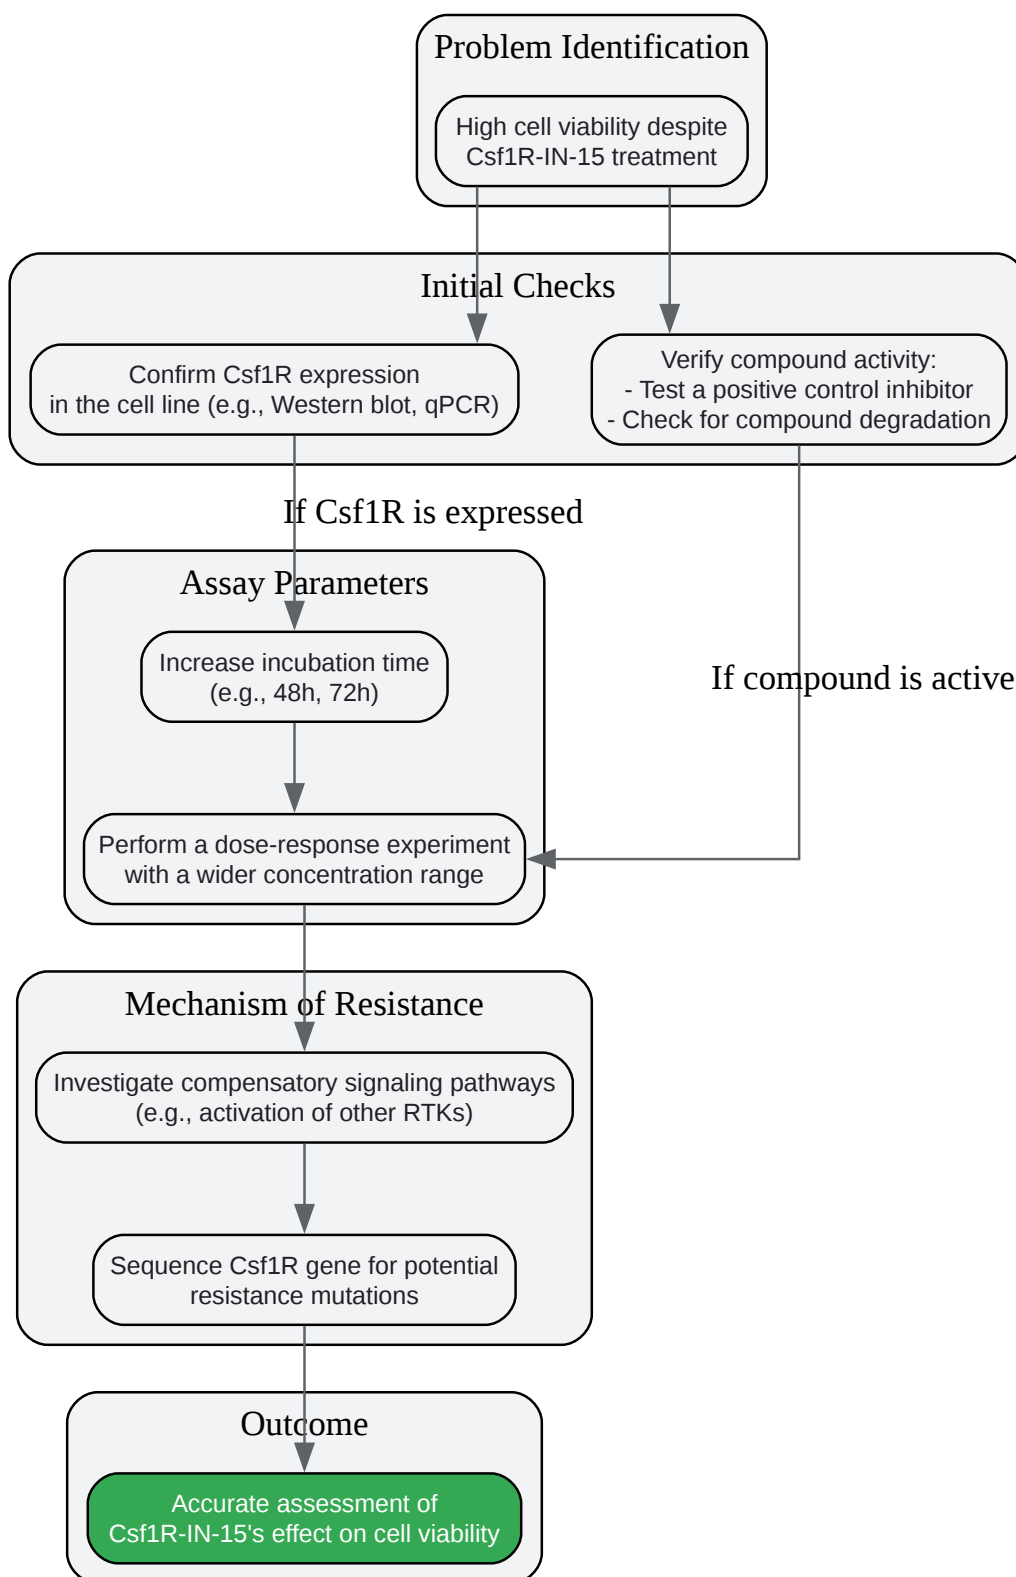 Problem Identification
High cell viability despite
Csf1R-IN-15 treatment
Initial Checks
Confirm Csf1R expression
in the cell line (e.g., Western blot, qPCR)
Verify compound activity:
- Test a positive control inhibitor
- Check for compound degradation
If Csf1R is expressed
Assay Parameters
Increase incubation time
(e.g., 48h, 72h)
If compound is active
Perform a dose-response experiment
with a wider concentration range
Mechanism of Resistance
Investigate compensatory signaling pathways
(e.g., activation of other RTKs)
Sequence Csf1R gene for potential
resistance mutations
Outcome
Accurate assessment of
Csf1R-IN-15's effect on cell viability